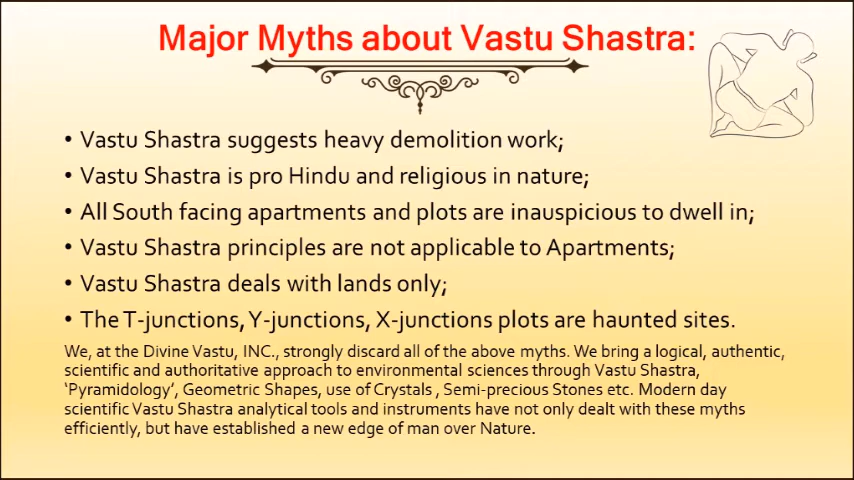 Major Myths about Vastu Shastra:
• Vastu Shastra suggests heavy demolition work;
• Vastu Shastra is pro Hindu and religious in nature;
• All South facing apartments and plots are inauspicious to dwell in;
• Vastu Shastra principles are not applicable to Apartments;
• Vastu Shastra deals with lands only;
• The T-junctions, Y-junctions, X-junctions plots are haunted sites.
We, at the Divine Vastu, INC., strongly discard all of the above myths. We bring a logical, authentic,
scientific and authoritative approach to environmental sciences through Vastu Shastra,
‘Pyramidology’, Geometric Shapes, use of Crystals , Semi-precious Stones etc. Modern day
scientific Vastu Shastra analytical tools and instruments have not only dealt with these myths
efficiently, but have established a new edge of man over Nature.